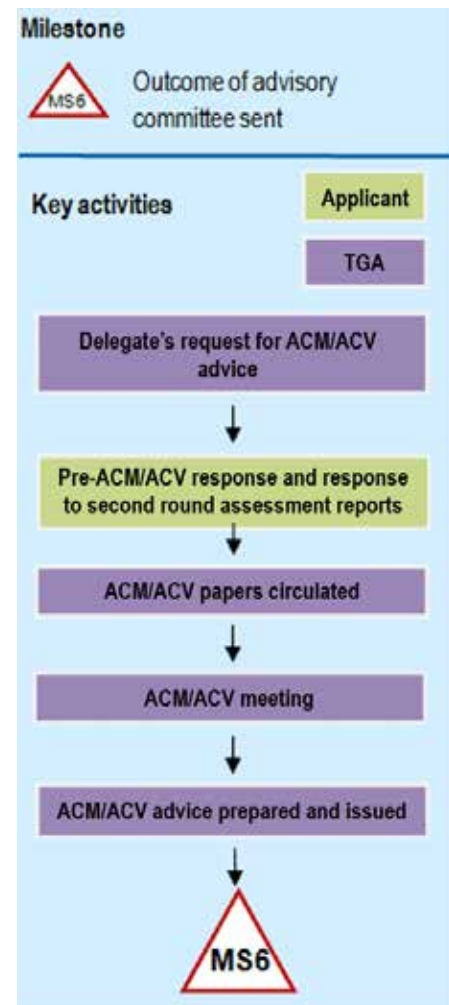 Milestone
MS6
Outcome of advisory
committee sent
Key activities
Applicant
TGA
Delegate's request for ACM/ACV
advice
Pre-ACM/ACV response and response
to second round assessment reports
ACM/ACV papers circulated
ACM/ACV meeting
ACM/ACV advice prepared and issued
MS6